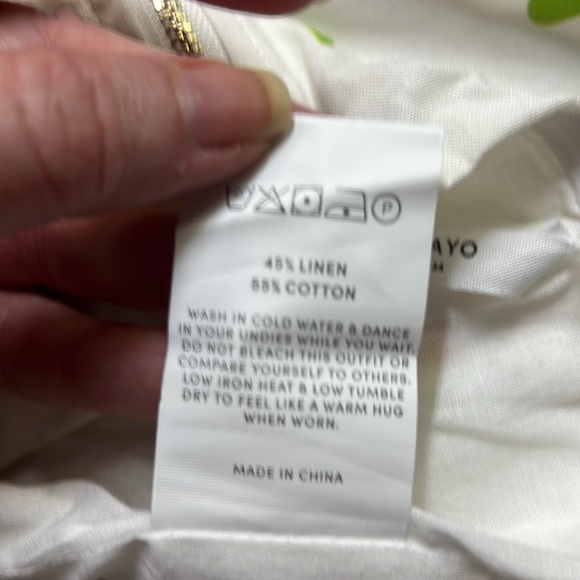 P
45% LINEN
55% COTTON
WASH IN COLD WATER & DANCE
IN YOUR UNDIES WHILE YOU WAIT.
DO NOT BLEACH THIS OUTFIT OR
COMPARE YOURSELF TO OTHERS.
LOW IRON HEAT & LOW TUMBLE
DRY TO FEEL LIKE A WARM HUG
WHEN WORN.
MADE IN CHINA
AYO